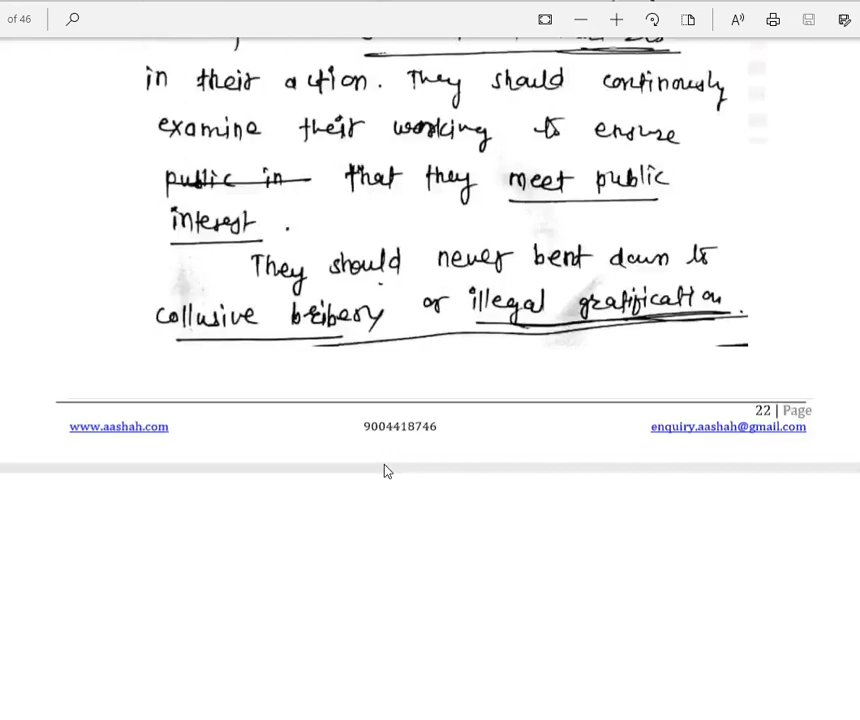 of 46
in their action. They should continously
examine their working to ensure
public in that they meet public
interest.
They should never bent down to
collusive bribery or illegal gratification.
22 | Page
www.aashah.com 9004418746 enquiry.aashah@gmail.com